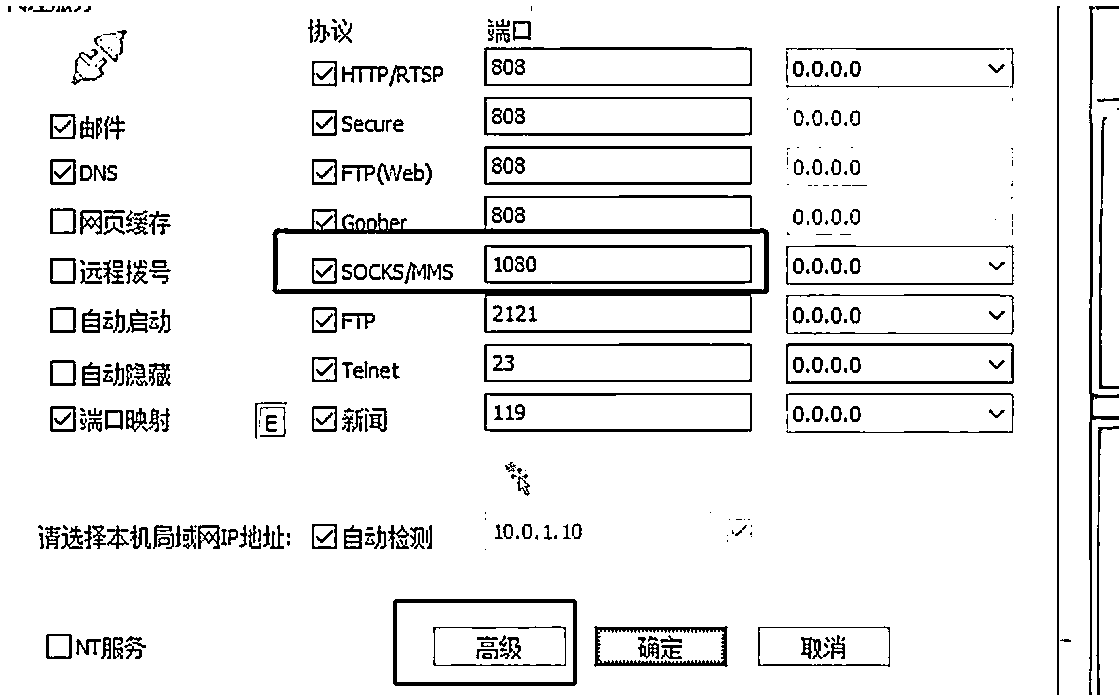 协议 端口
HTTP/RTSP 808 0.0.0.0
邮件 Secure 808 0.0.0.0
DNS FTP(Web) 808 0.0.0.0
网页缓存 Gopher 808 0.0.0.0
远程拨号 SOCKS/MMS 1080 0.0.0.0
自动启动 FTP 2121 0.0.0.0
自动隐藏 Telnet 23 0.0.0.0
端口映射 E 新闻 119 0.0.0.0
请选择本机局域网IP地址: 自动检测 10.0.1.10
NT服务 高级 确定 取消